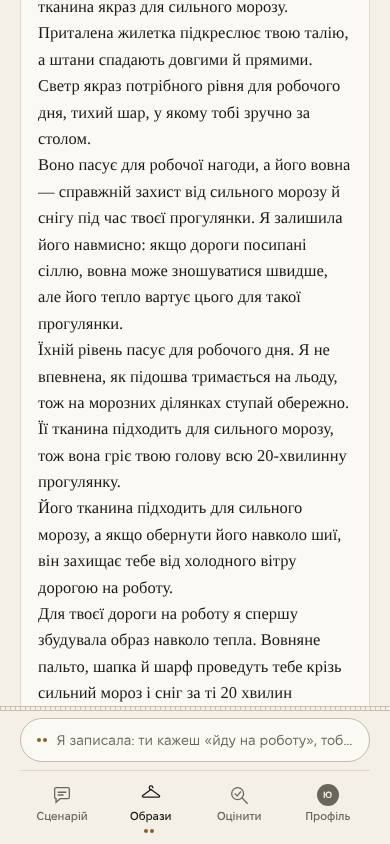 тканина якраз для сильного морозу.
Приталена жилетка підкреслює твою талію,
а штани спадають довгими й прямими.
Светр якраз потрібного рівня для робочого
дня, тихий шар, у якому тобі зручно за
столом.
Воно пасує для робочої нагоди, а його вовна
— справжній захист від сильного морозу й
снігу під час твоєї прогулянки. Я залишила
його навмисно: якщо дороги посипані
сіллю, вовна може зношуватися швидше,
але його тепло вартує цього для такої
прогулянки.
Їхній рівень пасує для робочого дня. Я не
впевнена, як підошва тримається на льоду,
тож на морозних ділянках ступай обережно.
Її тканина підходить для сильного морозу,
тож вона гріє твою голову всю 20-хвилинну
прогулянку.
Його тканина підходить для сильного
морозу, а якщо обернути його навколо шиї,
він захищає тебе від холодного вітру
дорогою на роботу.
Для твоєї дороги на роботу я спершу
збудувала образ навколо тепла. Вовняне
пальто, шапка й шарф проведуть тебе крізь
сильний мороз і сніг за ті 20 хвилин
Я записала: ти кажеш «йду на роботу», тоб…
Сценарій
Образи
Оцінити
Ю
Профіль